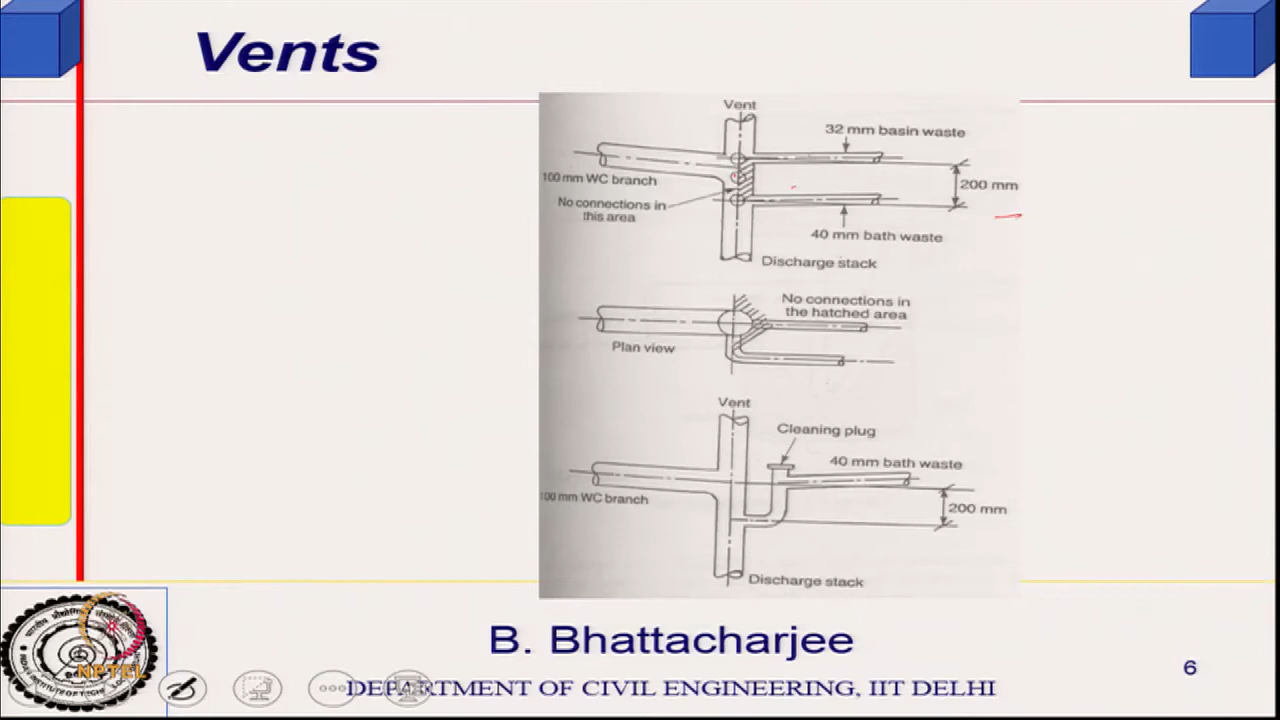 Vents
Vent
32 mm basin waste
100 mm WC branch
200 mm
No connections in
this area
40 mm bath waste
Discharge stack
No connections in
the hatched area
Plan view
Vent
Cleaning plug
40 mm bath waste
100 mm WC branch
200 mm
Discharge stack
B. Bhattacharjee
6
NPTEL
DEPARTMENT OF CIVIL ENGINEERING, IIT DELHI